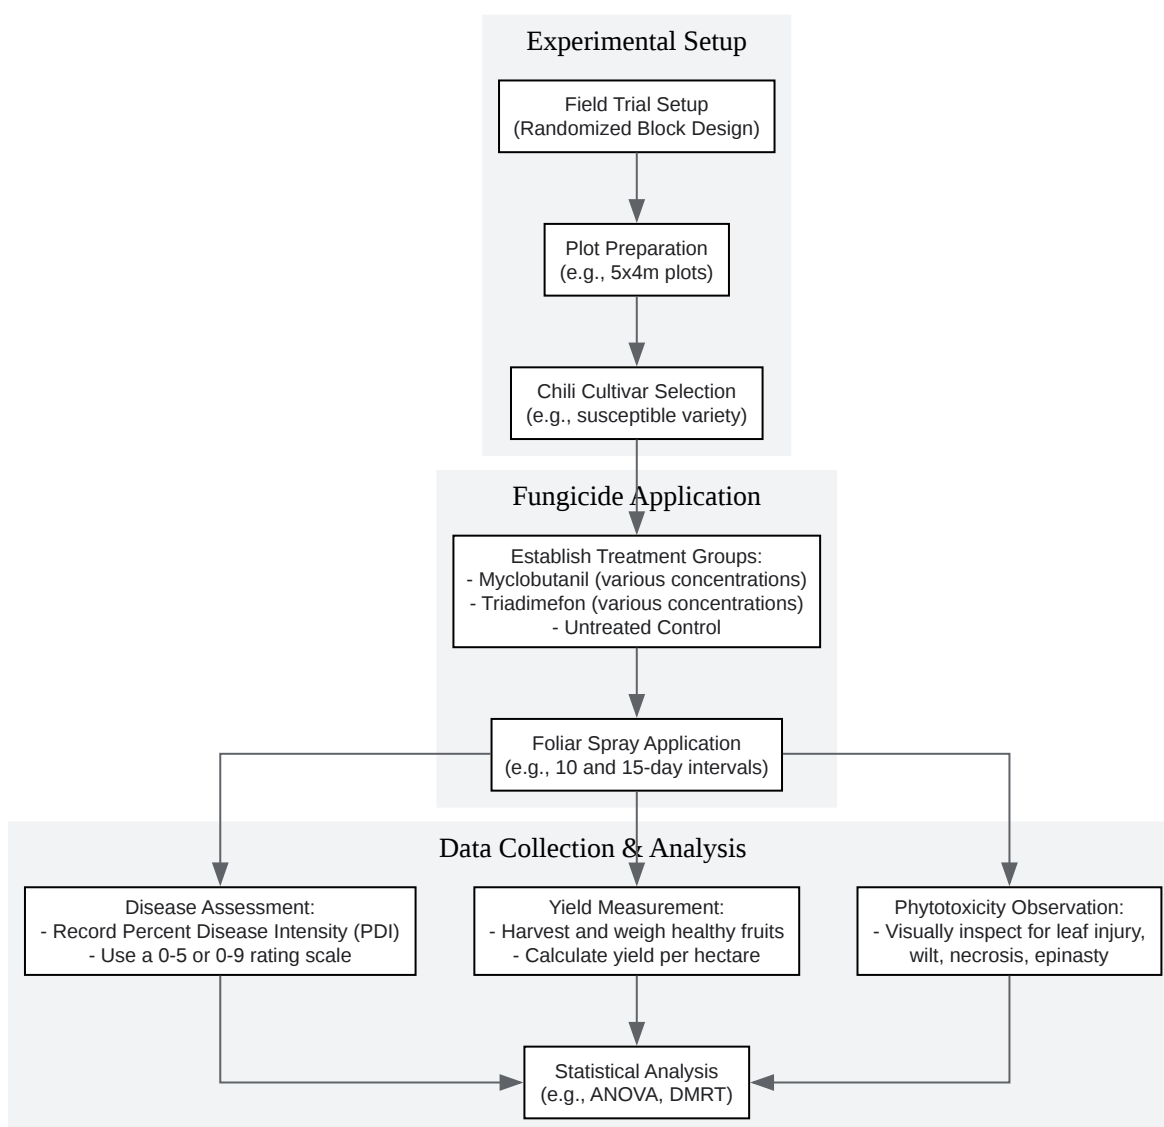 Experimental Setup
Field Trial Setup
(Randomized Block Design)
Plot Preparation
(e.g., 5x4m plots)
Chili Cultivar Selection
(e.g., susceptible variety)
Fungicide Application
Establish Treatment Groups:
- Myclobutanil (various concentrations)
- Triadimefon (various concentrations)
- Untreated Control
Foliar Spray Application
(e.g., 10 and 15-day intervals)
Data Collection & Analysis
Disease Assessment:
- Record Percent Disease Intensity (PDI)
- Use a 0-5 or 0-9 rating scale
Yield Measurement:
- Harvest and weigh healthy fruits
- Calculate yield per hectare
Phytotoxicity Observation:
- Visually inspect for leaf injury,
wilt, necrosis, epinasty
Statistical Analysis
(e.g., ANOVA, DMRT)